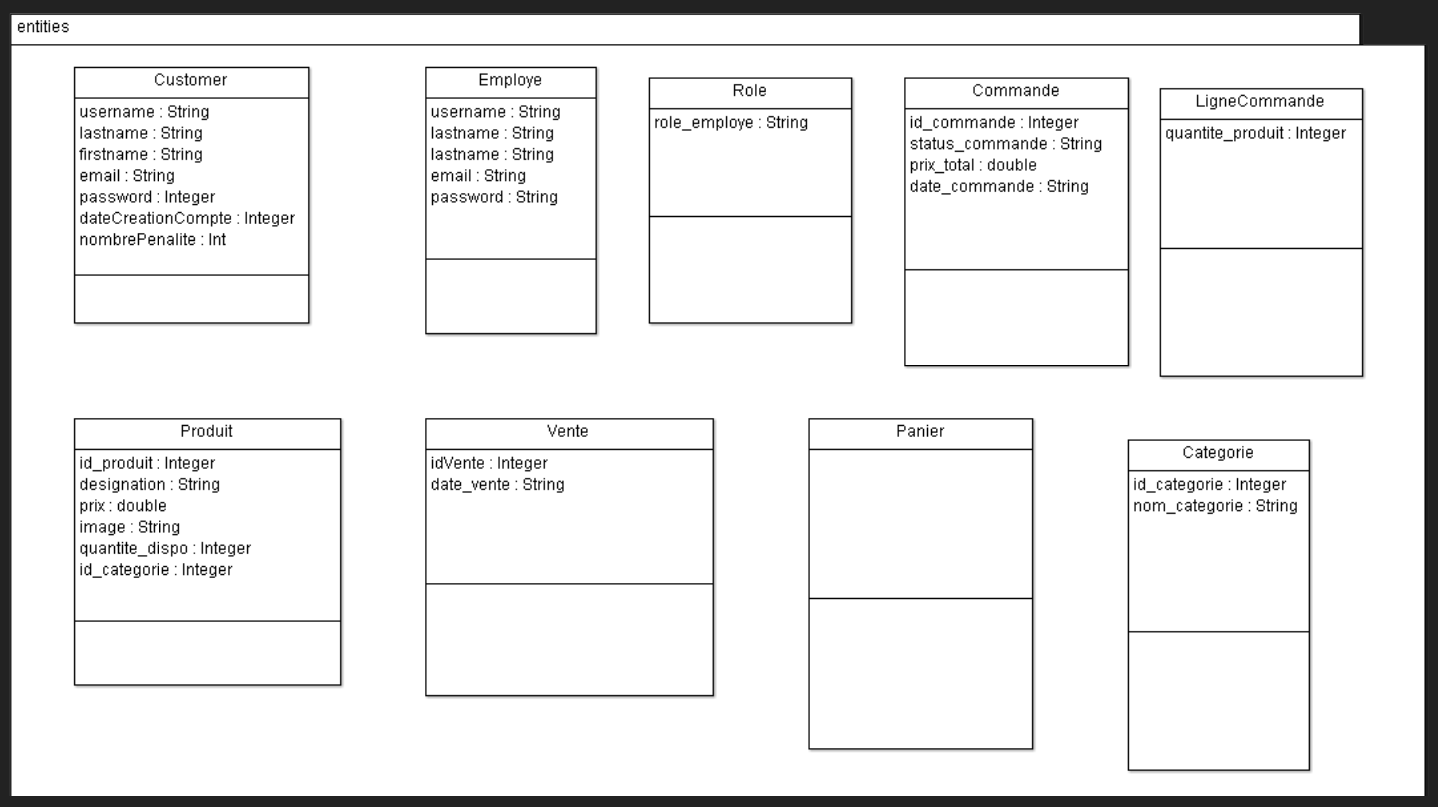 entities
Customer
username : String
lastname : String
firstname : String
email : String
password : Integer
dateCreationCompte : Integer
nombrePenalite : Int
Employe
username : String
lastname : String
lastname : String
email : String
password : String
Role
role_employe : String
Commande
id_commande : Integer
status_commande : String
prix_total : double
date_commande : String
LigneCommande
quantite_produit : Integer
Produit
id_produit : Integer
designation : String
prix : double
image : String
quantite_dispo : Integer
id_categorie : Integer
Vente
idVente : Integer
date_vente : String
Panier
Categorie
id_categorie : Integer
nom_categorie : String